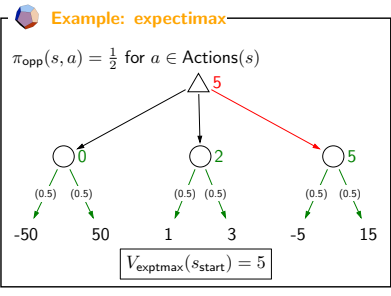 Example: expectimax
π_opp(s, a) = 1/2 for a ∈ Actions(s)
5
0 2 5
(0.5) (0.5) (0.5) (0.5) (0.5) (0.5)
-50 50 1 3 -5 15
V_exptmax(s_start) = 5